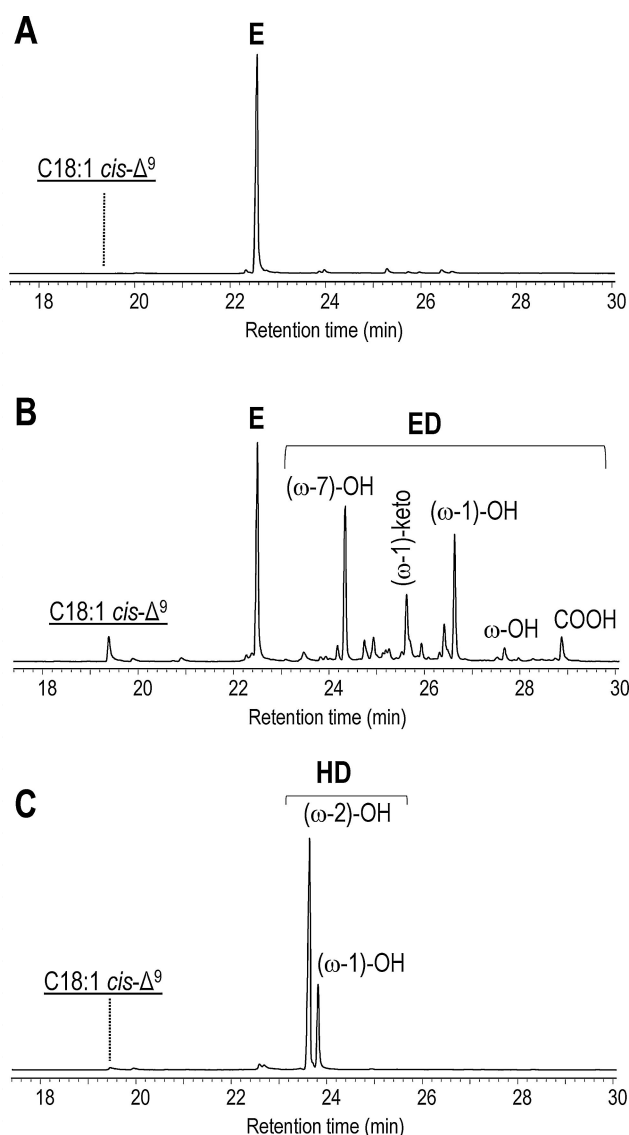 A
E
C18:1 cis-Δ⁹
18 20 22 24 26 28 30
Retention time (min)
B
E
ED
(ω-7)-OH
(ω-1)-keto
(ω-1)-OH
C18:1 cis-Δ⁹
ω-OH
COOH
18 20 22 24 26 28 30
Retention time (min)
C
HD
(ω-2)-OH
(ω-1)-OH
C18:1 cis-Δ⁹
18 20 22 24 26 28 30
Retention time (min)